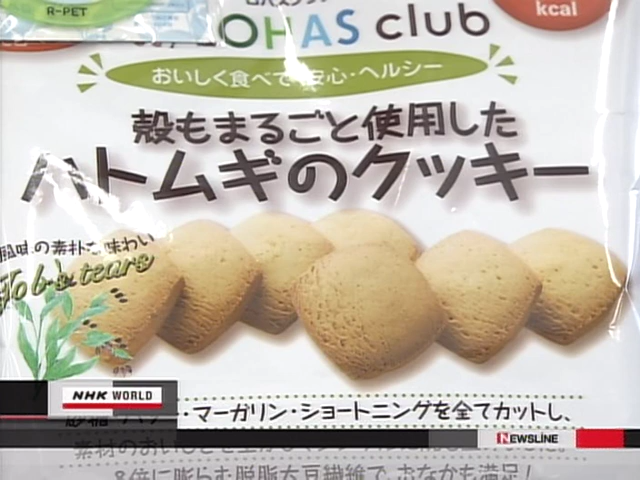 R-PET
kcal
OHAS club
おいしく食べて安心・ヘルシー
殻もまるごと使用した
ハトムギのクッキー
風味の素朴な味わい
Job's tears
NHK WORLD
・マーガリン・ショートニングを全てカットし、
NEWSLINE
8倍に膨らむ脱脂大豆繊維で、おなかも満足!